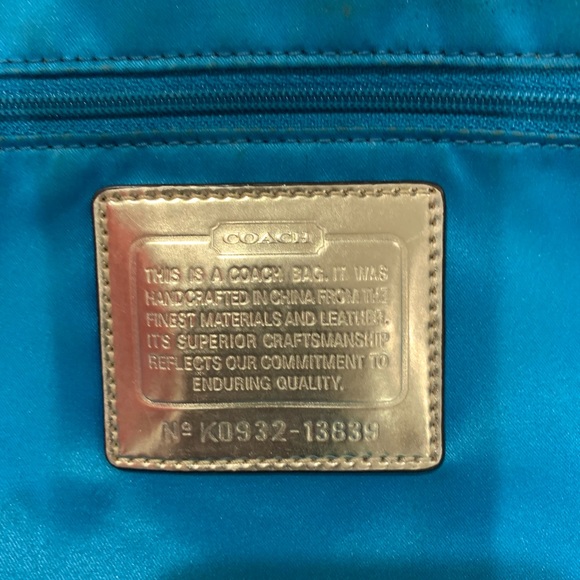 COACH
THIS IS A COACH BAG. IT WAS
HANDCRAFTED IN CHINA FROM THE
FINEST MATERIALS AND LEATHER.
ITS SUPERIOR CRAFTSMANSHIP
REFLECTS OUR COMMITMENT TO
ENDURING QUALITY.
Nº K0932-13839